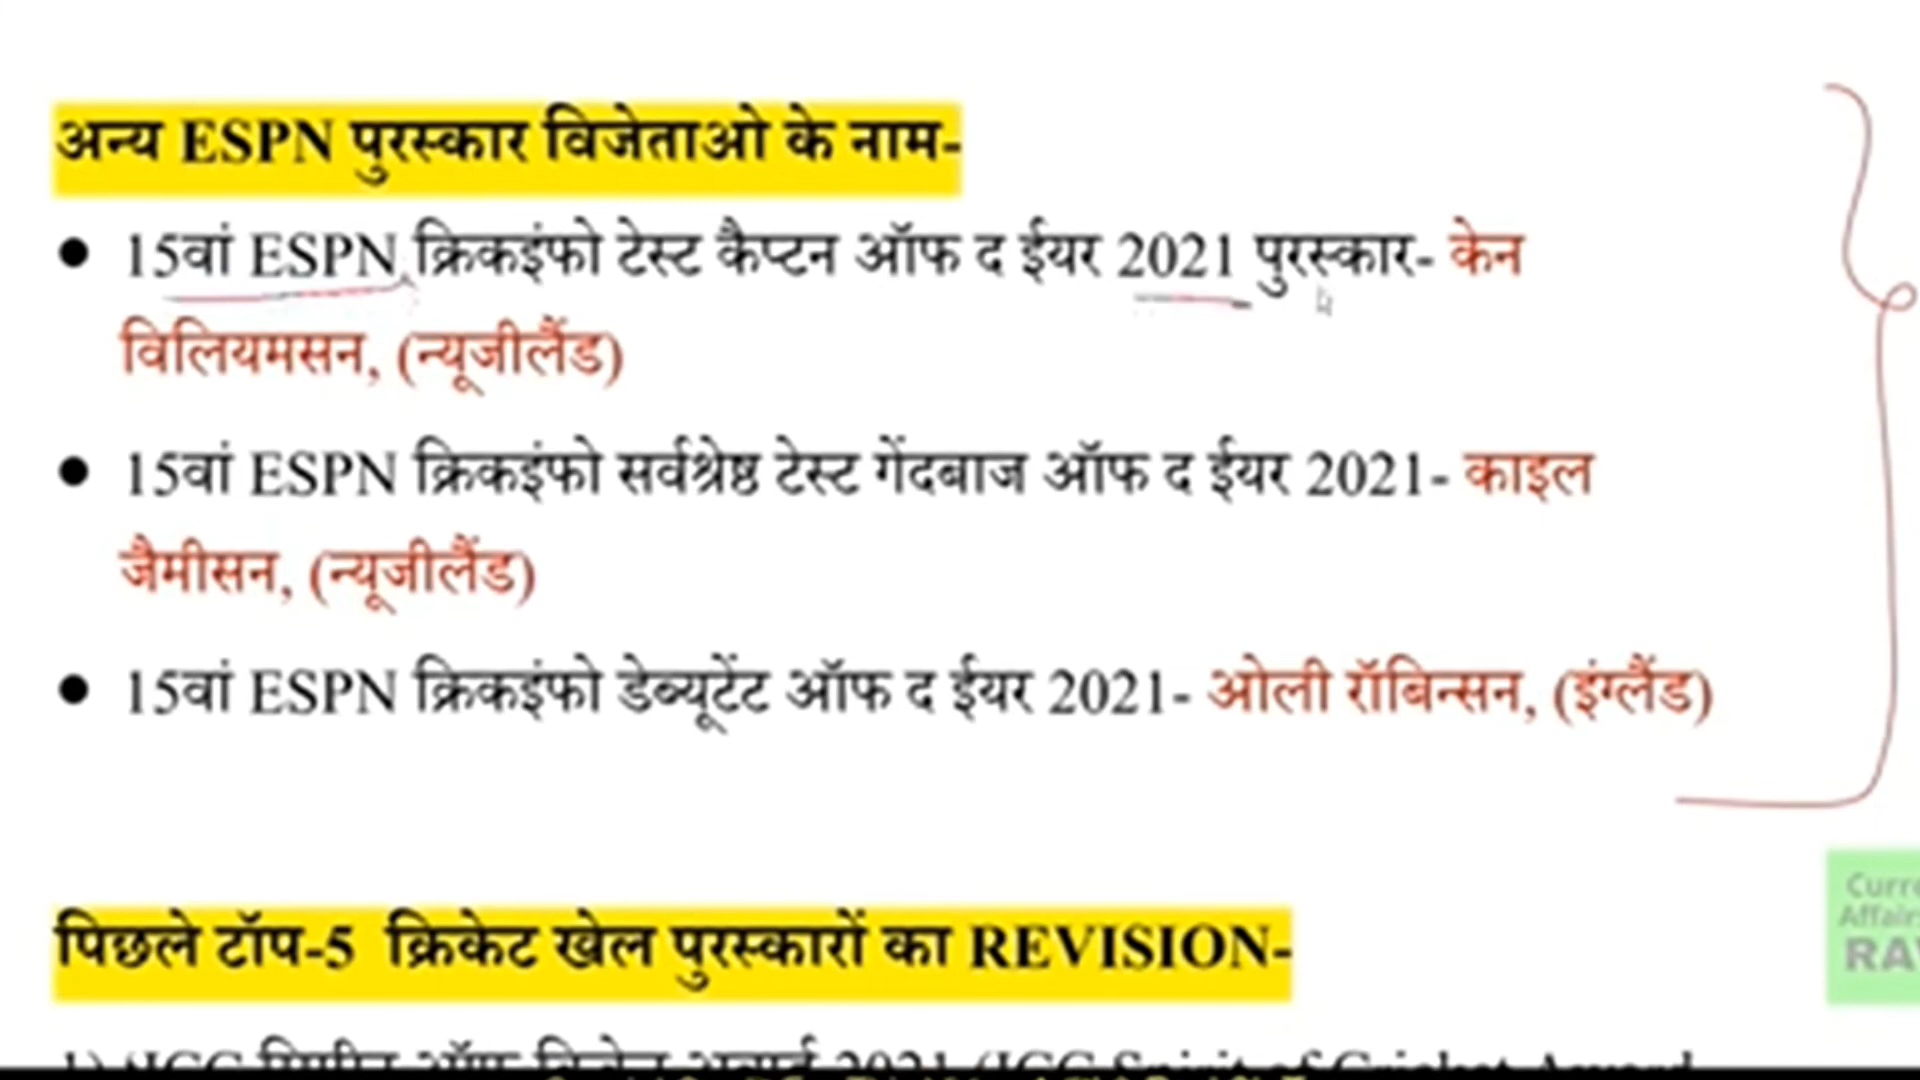 अन्य ESPN पुरस्कार विजेताओ के नाम-
● 15वां ESPN क्रिकइंफो टेस्ट कैप्टन ऑफ द ईयर 2021 पुरस्कार- केन
विलियमसन, (न्यूजीलैंड)
● 15वां ESPN क्रिकइंफो सर्वश्रेष्ठ टेस्ट गेंदबाज ऑफ द ईयर 2021- काइल
जैमीसन, (न्यूजीलैंड)
● 15वां ESPN क्रिकइंफो डेब्यूटेंट ऑफ द ईयर 2021- ओली रॉबिन्सन, (इंग्लैंड)
पिछले टॉप-5 क्रिकेट खेल पुरस्कारों का REVISION-